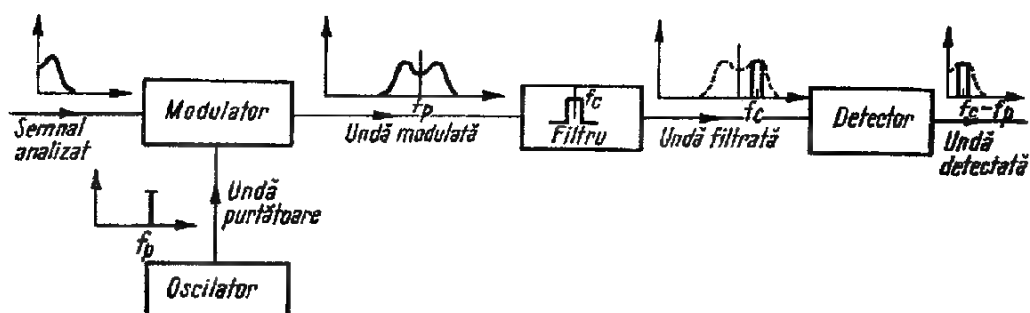 Semnal
analizat
Modulator
fp
Undă modulată
fc
Filtru
fc
Undă filtrată
Detector
fc-fp
Undă
detectată
fp
Undă
purtătoare
Oscilator